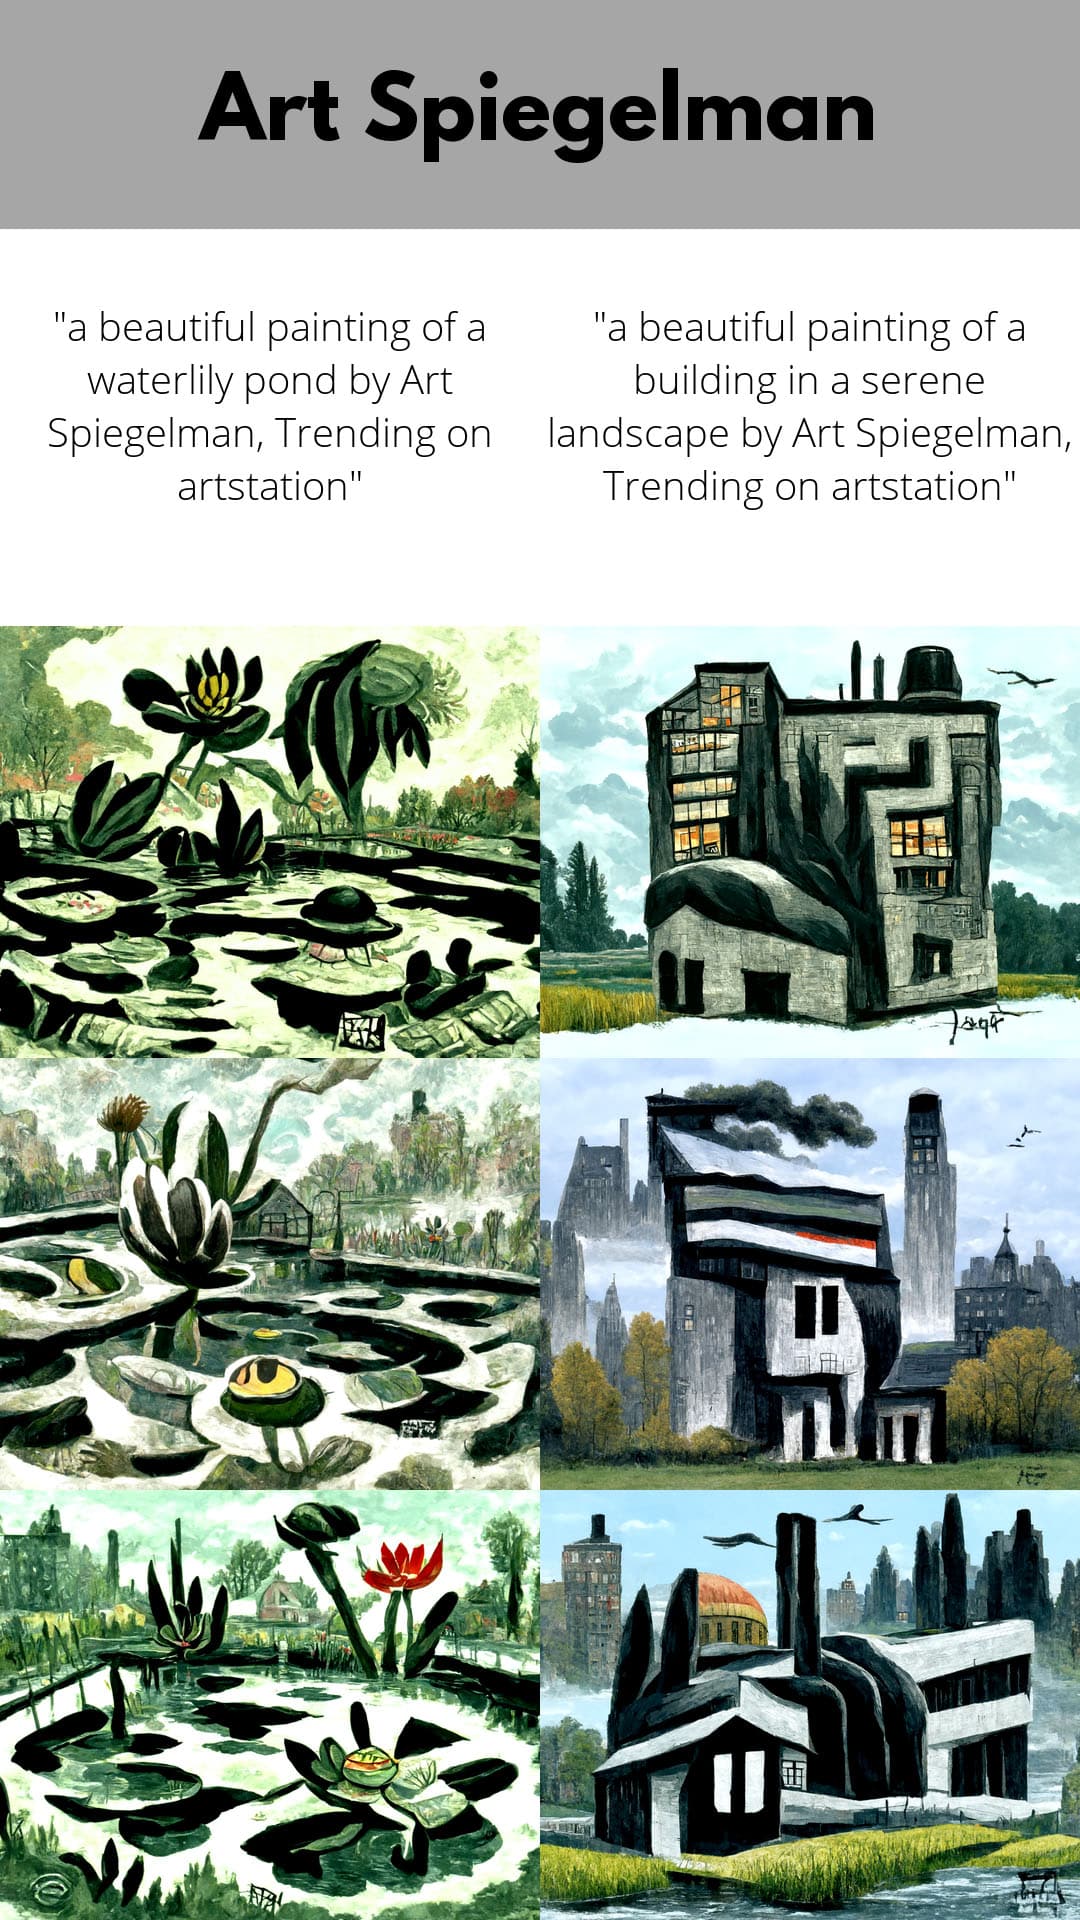 Art Spiegelman
"a beautiful painting of a
waterlily pond by Art
Spiegelman, Trending on
artstation"
"a beautiful painting of a
building in a serene
landscape by Art Spiegelman,
Trending on artstation"